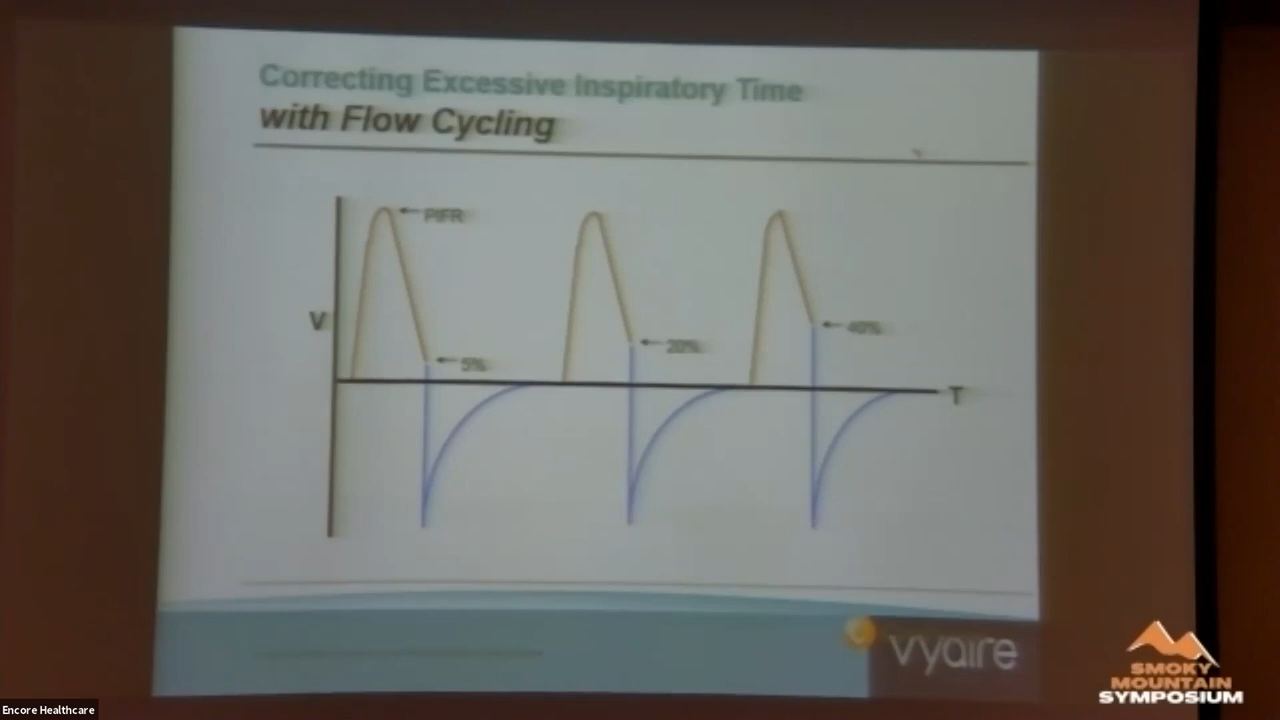 Correcting Excessive Inspiratory Time
with Flow Cycling
PIFR
V
5%
20%
40%
T
vyaire
SMOKY
MOUNTAIN
SYMPOSIUM
Encore Healthcare